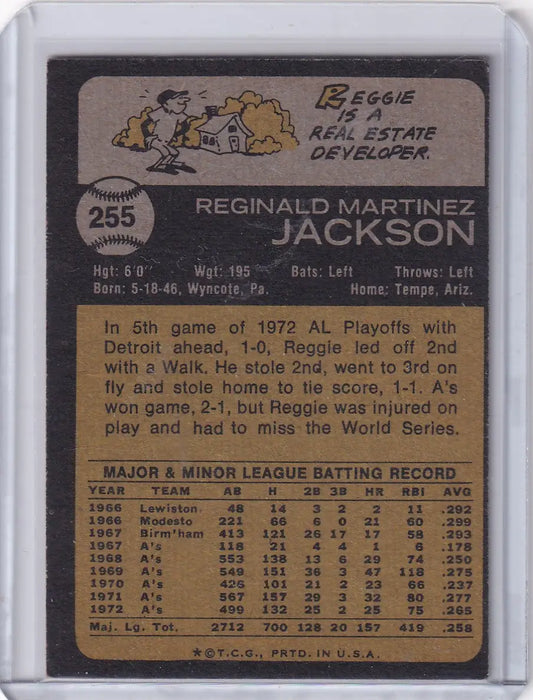 REGGIE
IS A
REAL ESTATE
DEVELOPER.
255
REGINALD MARTINEZ
JACKSON
Hgt: 6'0" Wgt: 195 Bats: Left Throws: Left
Born: 5-18-46, Wyncote, Pa. Home: Tempe, Ariz.
In 5th game of 1972 AL Playoffs with
Detroit ahead, 1-0, Reggie led off 2nd
with a Walk. He stole 2nd, went to 3rd on
fly and stole home to tie score, 1-1. A's
won game, 2-1, but Reggie was injured on
play and had to miss the World Series.
MAJOR & MINOR LEAGUE BATTING RECORD
YEAR TEAM AB H 2B 3B HR RBI AVG
1966 Lewiston 48 14 3 2 2 11 .292
1966 Modesto 221 66 6 0 21 60 .299
1967 Birm'ham 413 121 26 17 17 58 .293
1967 A's 118 21 4 4 1 6 .178
1968 A's 553 138 13 6 29 74 .250
1969 A's 549 151 36 3 47 118 .275
1970 A's 426 101 21 2 23 66 .237
1971 A's 567 157 29 3 32 80 .277
1972 A's 499 132 25 2 25 75 .265
Maj. Lg. Tot. 2712 700 128 20 157 419 .258
★©T.C.G., PRTD. IN U.S.A.